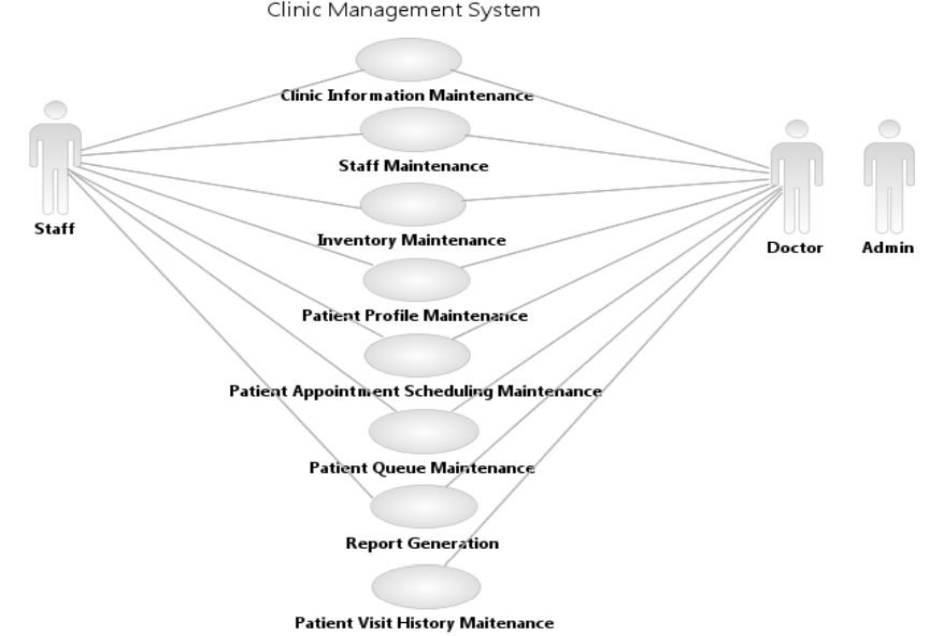 Clinic Management System
Clinic Information Maintenance
Staff Maintenance
Staff
Inventory Maintenance
Doctor
Admin
Patient Profile Maintenance
Patient Appointment Scheduling Maintenance
Patient Queue Maintenance
Report Generation
Patient Visit History Maitenance